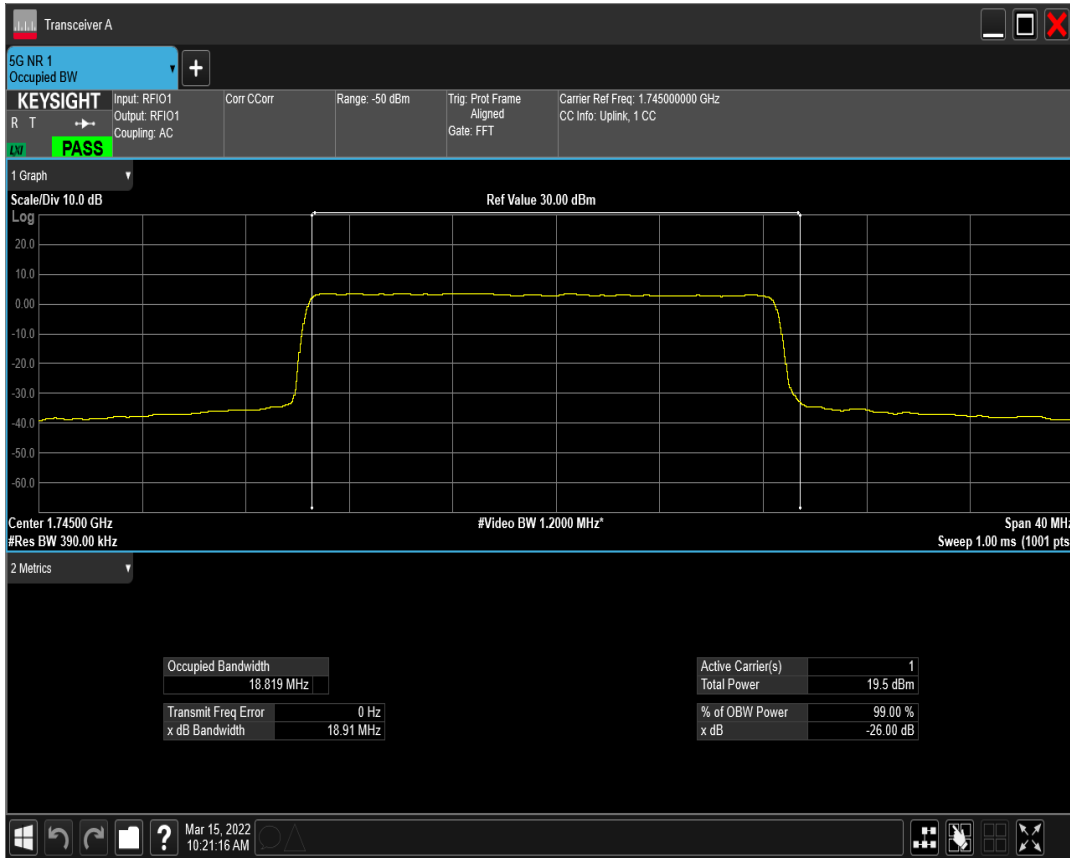 Transceiver A
5G NR 1
Occupied BW
KEYSIGHT
R T
LXI
PASS
Input: RFIO1
Output: RFIO1
Coupling: AC
Corr CCorr
Range: -50 dBm
Trig: Prot Frame
Aligned
Gate: FFT
Carrier Ref Freq: 1.745000000 GHz
CC Info: Uplink, 1 CC
1 Graph
Scale/Div 10.0 dB
Ref Value 30.00 dBm
Log
20.0
10.0
0.00
-10.0
-20.0
-30.0
-40.0
-50.0
-60.0
Center 1.74500 GHz
#Video BW 1.2000 MHz*
Span 40 MHz
#Res BW 390.00 kHz
Sweep 1.00 ms (1001 pts
2 Metrics
Occupied Bandwidth
18.819 MHz
Transmit Freq Error 0 Hz
x dB Bandwidth 18.91 MHz
Active Carrier(s) 1
Total Power 19.5 dBm
% of OBW Power 99.00 %
x dB -26.00 dB
?
Mar 15, 2022
10:21:16 AM